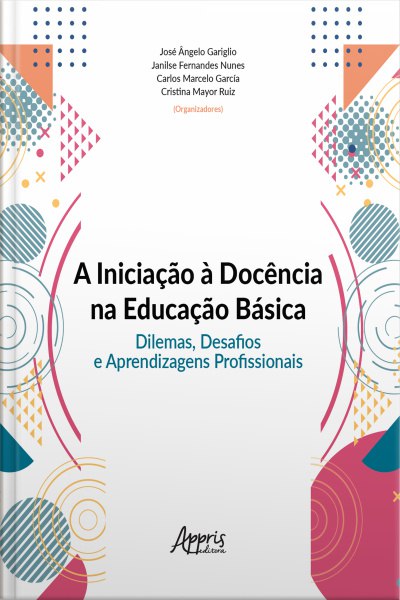 José Ângelo Gariglio
Janilse Fernandes Nunes
Carlos Marcelo García
Cristina Mayor Ruiz
(Organizadores)
A Iniciação à Docência
na Educação Básica
Dilemas, Desafios
e Aprendizagens Profissionais
Appris
editora